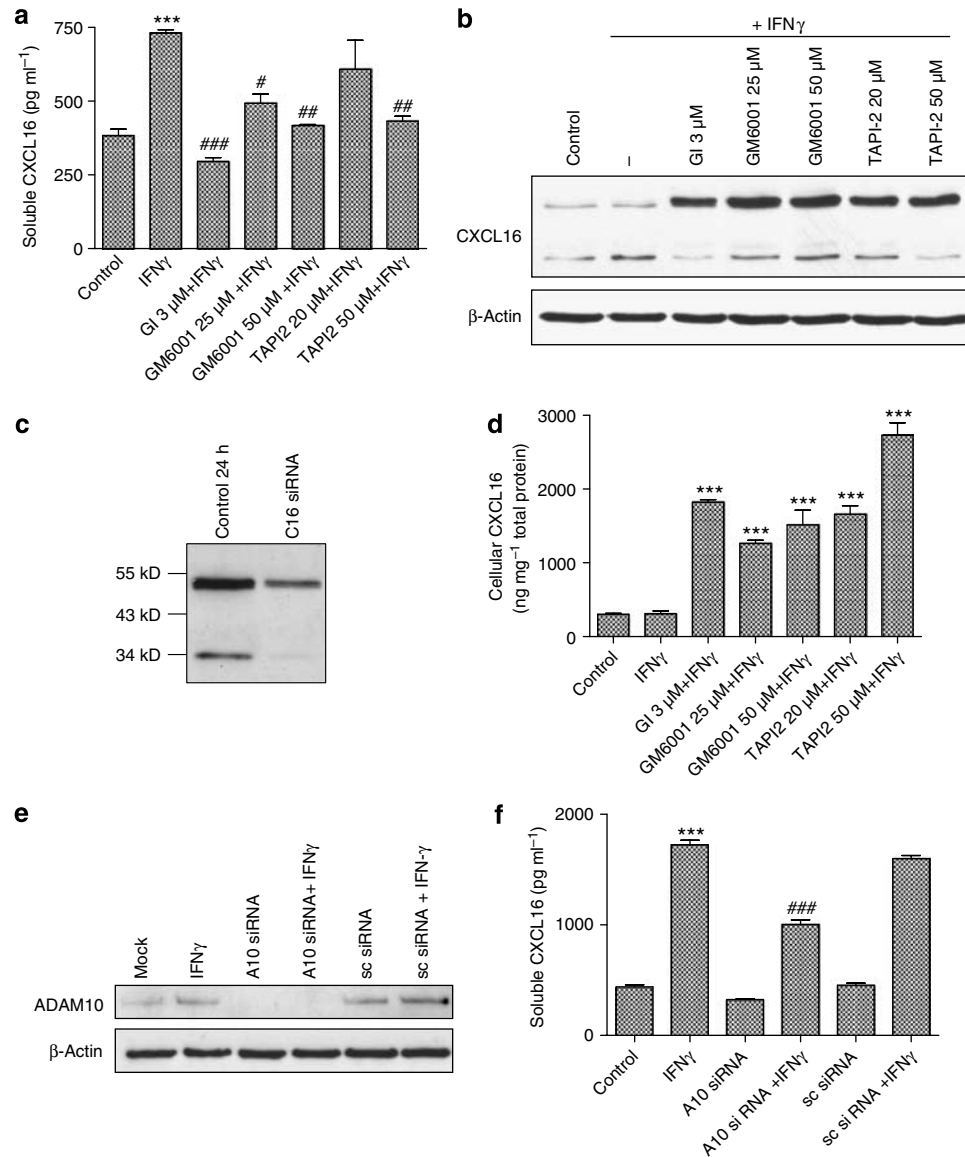 a
Soluble CXCL16 (pg ml⁻¹)
750
500
250
0
***
###
#
##
##
Control
IFNγ
GI 3 µM+IFNγ
GM6001 25 µM +IFNγ
GM6001 50 µM +IFNγ
TAPI2 20 µM+IFNγ
TAPI2 50 µM+IFNγ
b
+ IFNγ
Control
–
GI 3 µM
GM6001 25 µM
GM6001 50 µM
TAPI-2 20 µM
TAPI-2 50 µM
CXCL16
β-Actin
c
Control 24 h
C16 siRNA
55 kD
43 kD
34 kD
d
Cellular CXCL16
(ng mg⁻¹ total protein)
3000
2000
1000
0
***
***
***
***
***
Control
IFNγ
GI 3 µM+IFNγ
GM6001 25 µM+IFNγ
GM6001 50 µM+IFNγ
TAPI2 20 µM+IFNγ
TAPI2 50 µM+IFNγ
e
Mock
IFNγ
A10 siRNA
A10 siRNA+ IFNγ
sc siRNA
sc siRNA + IFN-γ
ADAM10
β-Actin
f
Soluble CXCL16 (pg ml⁻¹)
2000
1000
0
***
###
Control
IFNγ
A10 siRNA
A10 si RNA +IFNγ
sc siRNA
sc si RNA +IFNγ